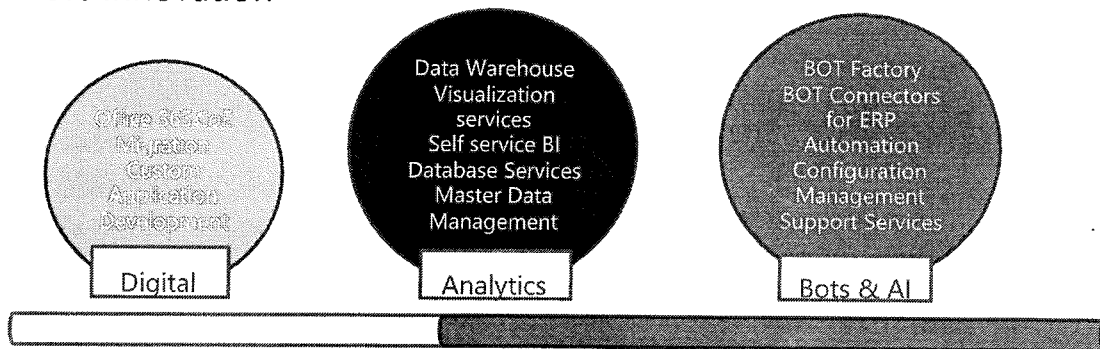 Office 365 CoE
Migration
Custom
Application
Development
Digital
Data Warehouse
Visualization
services
Self service BI
Database Services
Master Data
Management
Analytics
BOT Factory
BOT Connectors
for ERP
Automation
Configuration
Management
Support Services
Bots & AI